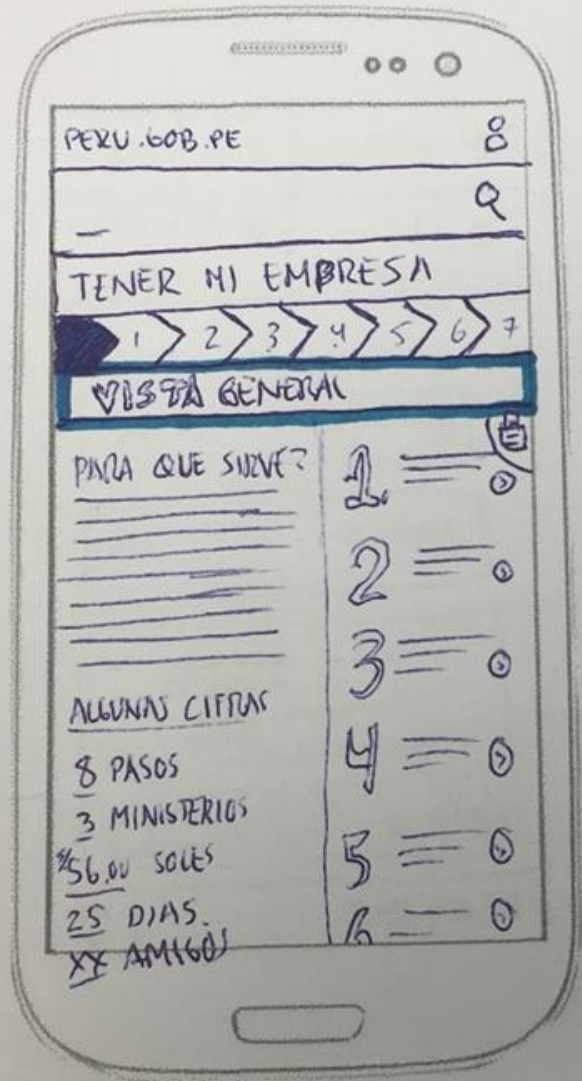 PERU.GOB.PE
TENER MI EMPRESA
1 2 3 4 5 6 7
VISTA GENERAL
PARA QUE SIRVE?
ALGUNAS CIFRAS
8 PASOS
3 MINISTERIOS
S/56.00 SOLES
25 DIAS.
XX AMIGOS
1.
2
3
4
5
6